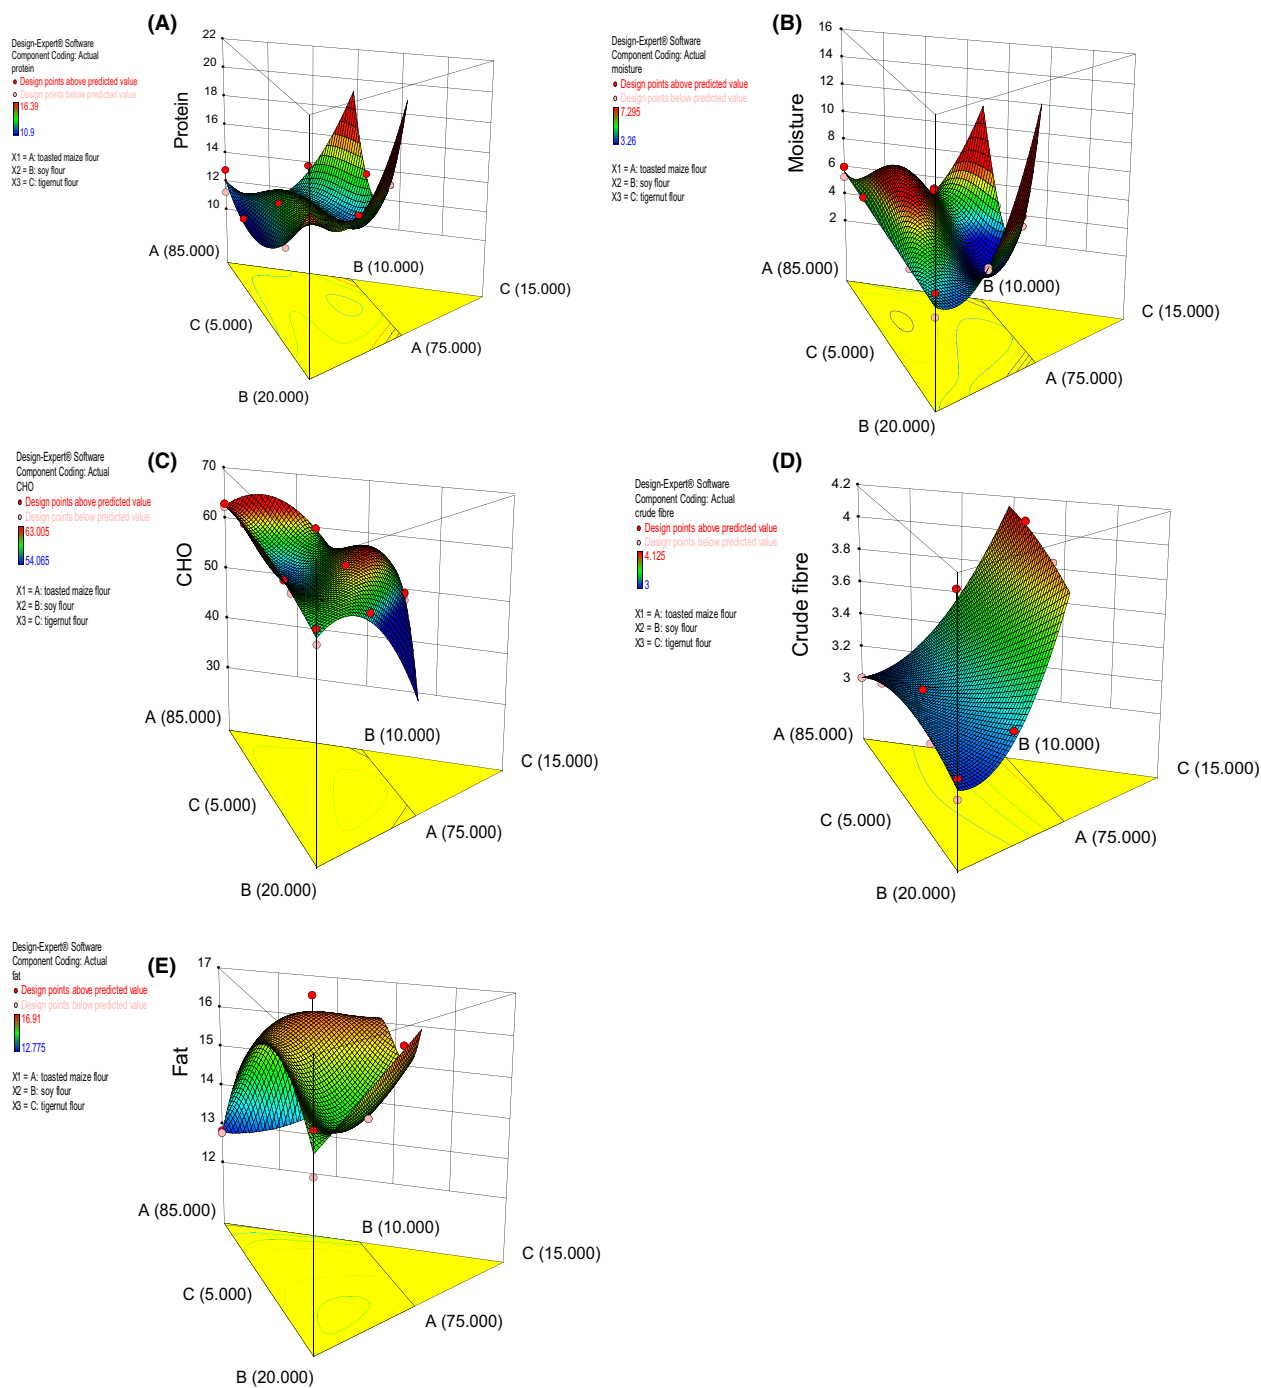 (A)
Design-Expert® Software
Component Coding: Actual
protein
Design points above predicted value
Design points below predicted value
16.39
10.9
X1 = A: toasted maize flour
X2 = B: soy flour
X3 = C: tigernut flour
22
20
18
16
14
12
10
Protein
A (85.000)
B (10.000)
C (15.000)
C (5.000)
A (75.000)
B (20.000)
(B)
Design-Expert® Software
Component Coding: Actual
moisture
Design points above predicted value
Design points below predicted value
7.295
3.26
X1 = A: toasted maize flour
X2 = B: soy flour
X3 = C: tigernut flour
16
14
12
10
8
6
4
2
Moisture
A (85.000)
B (10.000)
C (15.000)
C (5.000)
A (75.000)
B (20.000)
(C)
Design-Expert® Software
Component Coding: Actual
CHO
Design points above predicted value
Design points below predicted value
63.005
54.065
X1 = A: toasted maize flour
X2 = B: soy flour
X3 = C: tigernut flour
70
60
50
40
30
CHO
A (85.000)
B (10.000)
C (15.000)
C (5.000)
A (75.000)
B (20.000)
(D)
Design-Expert® Software
Component Coding: Actual
crude fibre
Design points above predicted value
Design points below predicted value
4.125
3
X1 = A: toasted maize flour
X2 = B: soy flour
X3 = C: tigernut flour
4.2
4
3.8
3.6
3.4
3.2
3
Crude fibre
A (85.000)
B (10.000)
C (15.000)
C (5.000)
A (75.000)
B (20.000)
(E)
Design-Expert® Software
Component Coding: Actual
fat
Design points above predicted value
Design points below predicted value
16.91
12.775
X1 = A: toasted maize flour
X2 = B: soy flour
X3 = C: tigernut flour
17
16
15
14
13
12
Fat
A (85.000)
B (10.000)
C (15.000)
C (5.000)
A (75.000)
B (20.000)